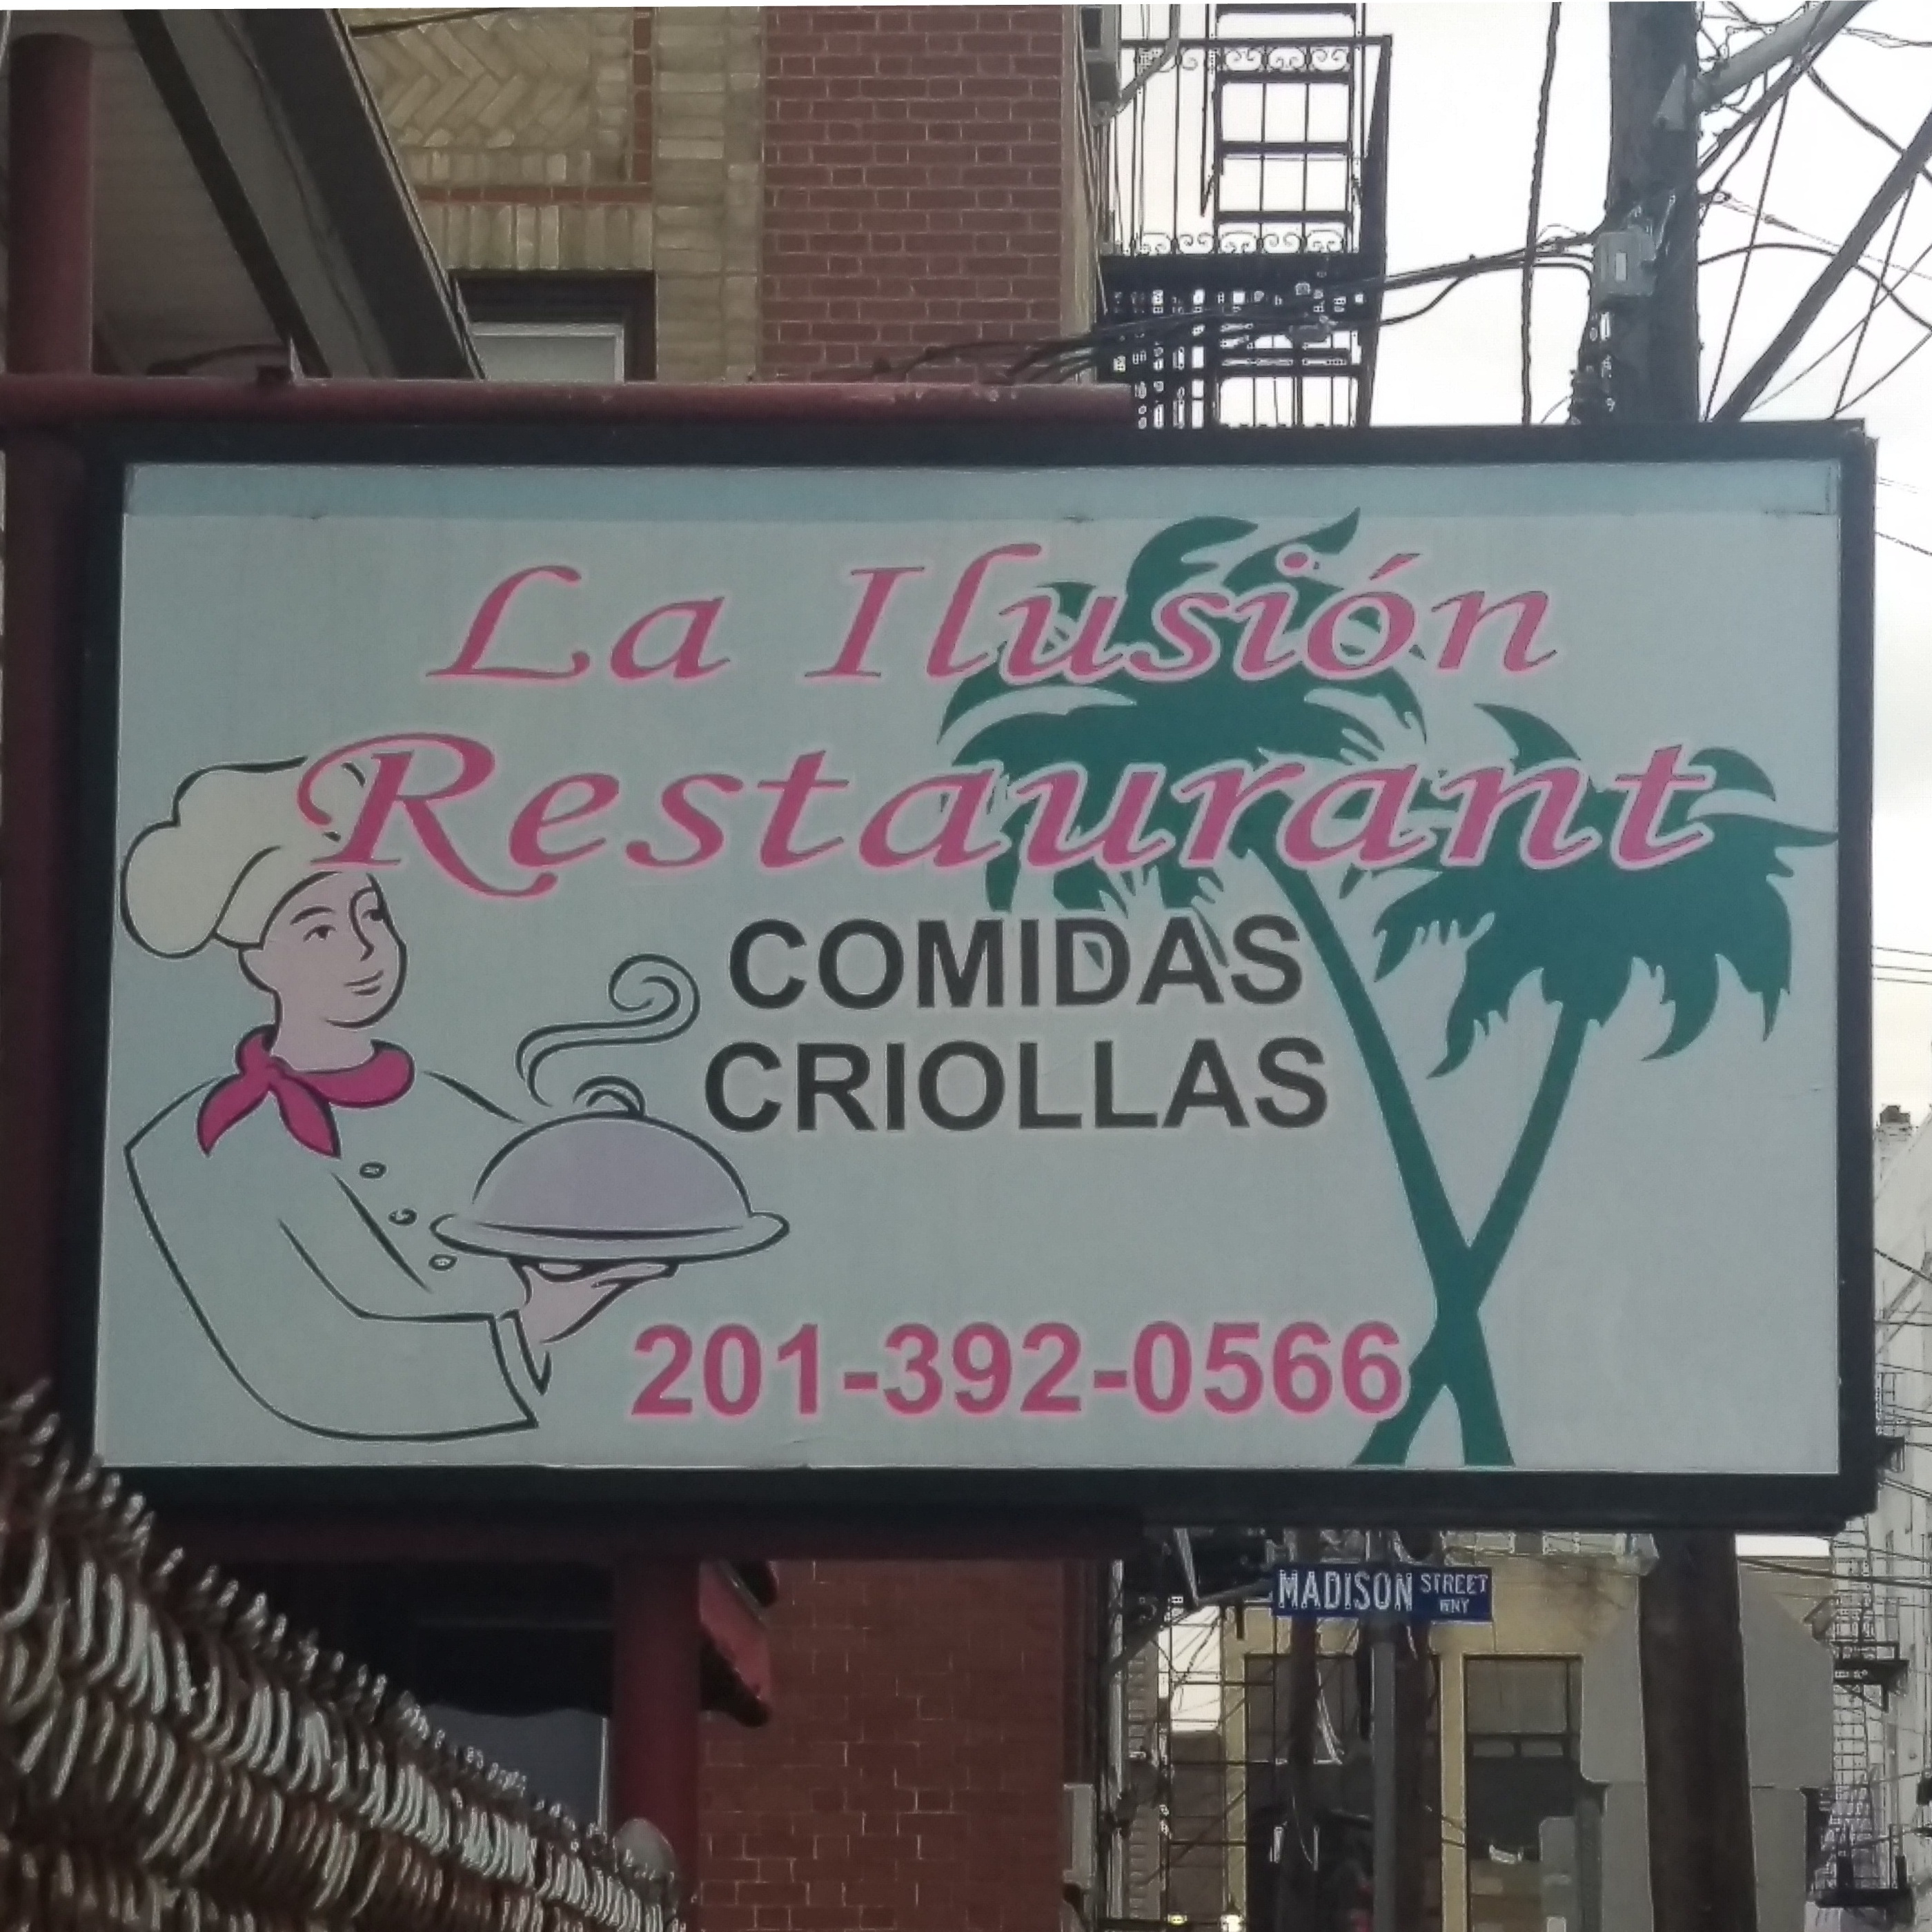 La Ilusión
Restaurant
COMIDAS
CRIOLLAS
201-392-0566
MADISON STREET
WNY